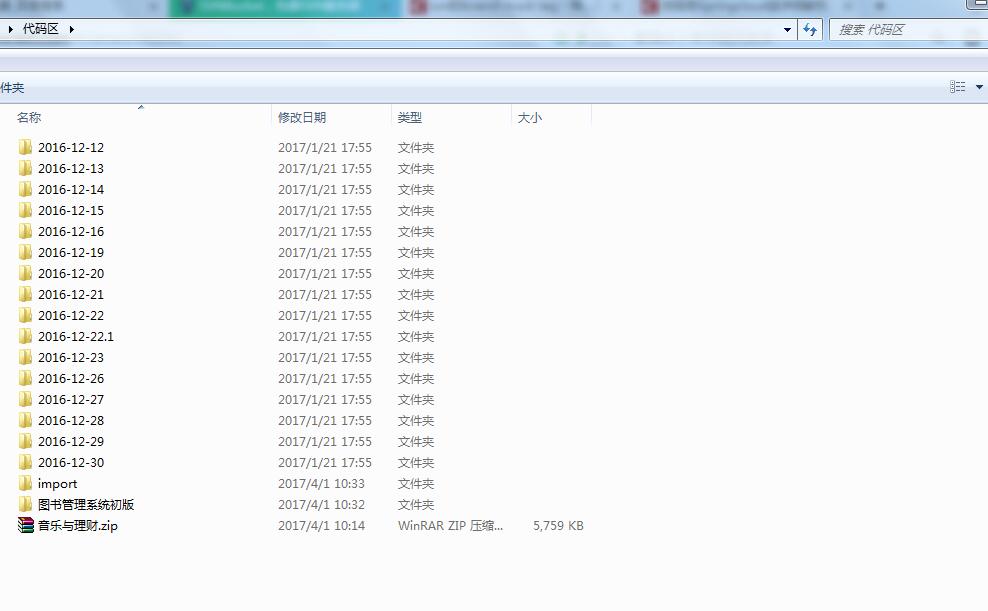 代码区
搜索 代码区
件夹
名称 修改日期 类型 大小
2016-12-12 2017/1/21 17:55 文件夹
2016-12-13 2017/1/21 17:55 文件夹
2016-12-14 2017/1/21 17:55 文件夹
2016-12-15 2017/1/21 17:55 文件夹
2016-12-16 2017/1/21 17:55 文件夹
2016-12-19 2017/1/21 17:55 文件夹
2016-12-20 2017/1/21 17:55 文件夹
2016-12-21 2017/1/21 17:55 文件夹
2016-12-22 2017/1/21 17:55 文件夹
2016-12-22.1 2017/1/21 17:55 文件夹
2016-12-23 2017/1/21 17:55 文件夹
2016-12-26 2017/1/21 17:55 文件夹
2016-12-27 2017/1/21 17:55 文件夹
2016-12-28 2017/1/21 17:55 文件夹
2016-12-29 2017/1/21 17:55 文件夹
2016-12-30 2017/1/21 17:55 文件夹
import 2017/4/1 10:33 文件夹
图书管理系统初版 2017/4/1 10:32 文件夹
音乐与理财.zip 2017/4/1 10:14 WinRAR ZIP 压缩... 5,759 KB